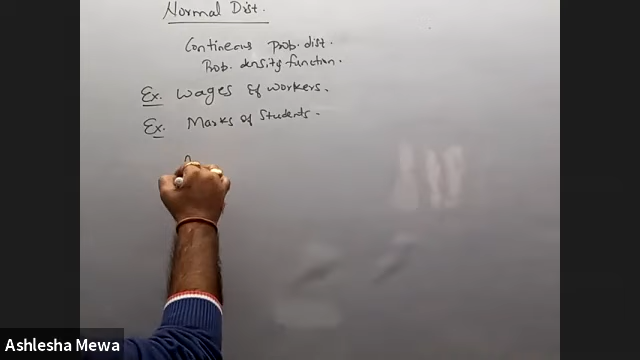 Normal Dist.
Continuous prob. dist.
Prob. density function.
Ex. Wages of workers.
Ex. Marks of Students.
Ashlesha Mewa